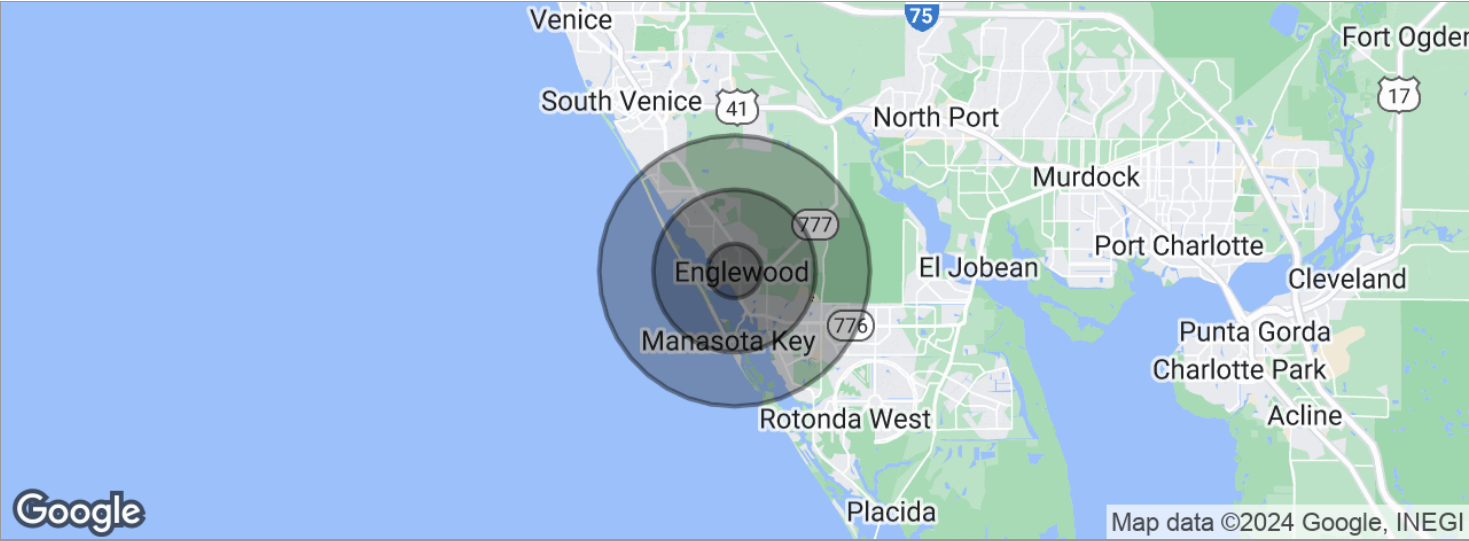 Venice
75
Fort Ogden
South Venice
41
17
North Port
Murdock
777
Port Charlotte
Englewood
El Jobean
Cleveland
776
Manasota Key
Punta Gorda
Charlotte Park
Rotonda West
Acline
Placida
Google
Map data ©2024 Google, INEGI